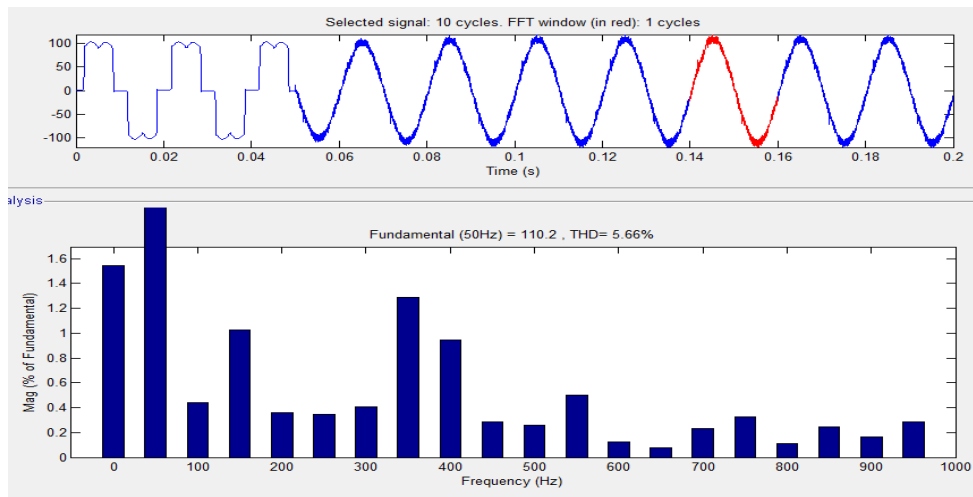 Selected signal: 10 cycles. FFT window (in red): 1 cycles
100
50
0
-50
-100
0 0.02 0.04 0.06 0.08 0.1 0.12 0.14 0.16 0.18 0.2
Time (s)
alysis
Fundamental (50Hz) = 110.2 , THD= 5.66%
Mag (% of Fundamental)
1.6
1.4
1.2
1
0.8
0.6
0.4
0.2
0
0 100 200 300 400 500 600 700 800 900 1000
Frequency (Hz)